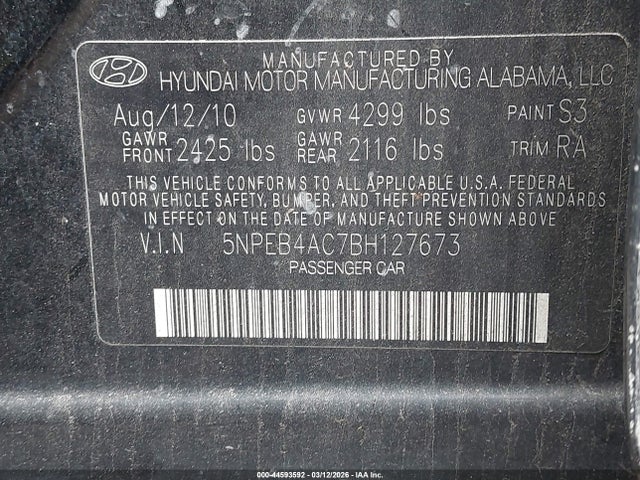 MANUFACTURED BY
HYUNDAI MOTOR MANUFACTURING ALABAMA, LLC
Aug/12/10 GVWR 4299 lbs PAINT S3
GAWR FRONT 2425 lbs GAWR REAR 2116 lbs TRIM RA
THIS VEHICLE CONFORMS TO ALL APPLICABLE U.S.A. FEDERAL
MOTOR VEHICLE SAFETY, BUMPER, AND THEFT PREVENTION STANDARDS
IN EFFECT ON THE DATE OF MANUFACTURE SHOWN ABOVE.
V.I.N 5NPEB4AC7BH127673
PASSENGER CAR
000-44593592 - 03/12/2026 - IAAI, Inc.